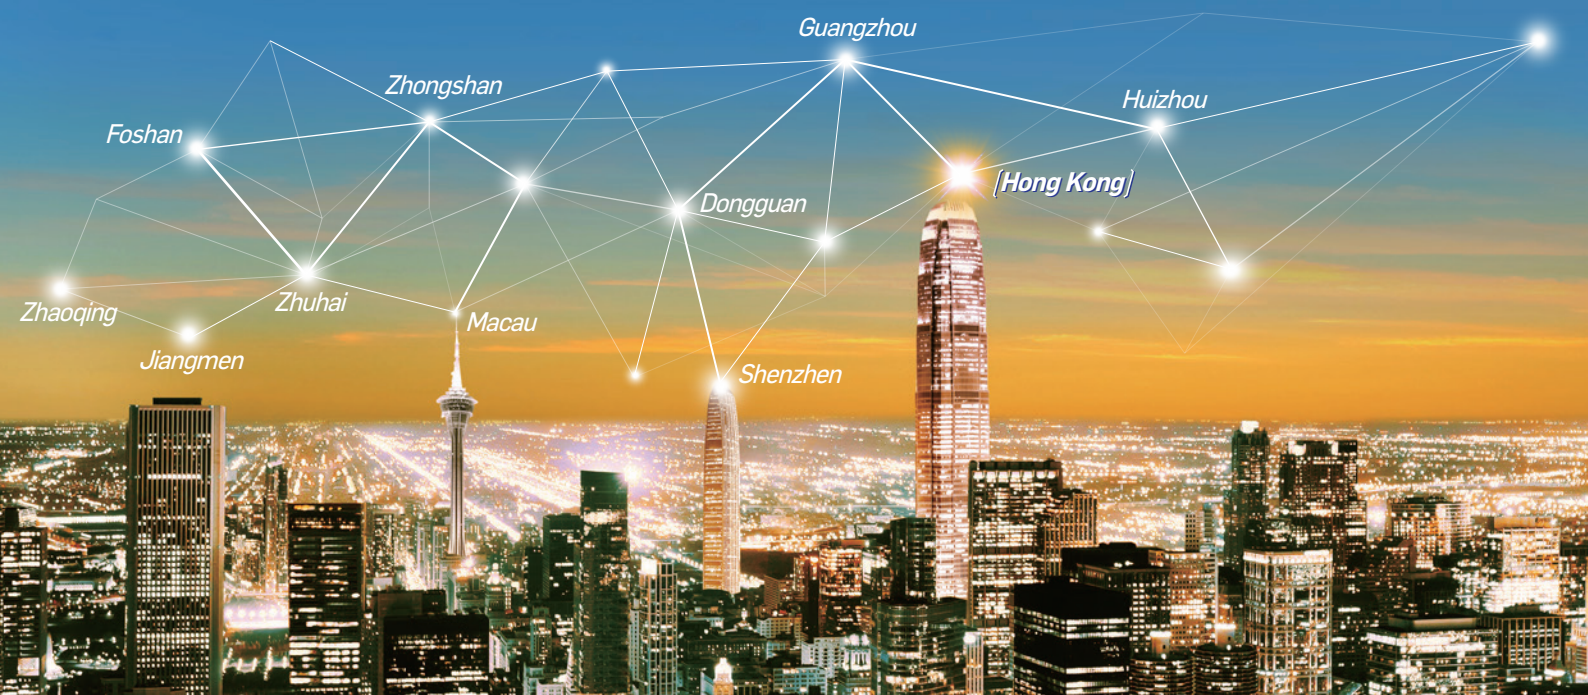 Guangzhou
Zhongshan
Huizhou
Foshan
[Hong Kong]
Dongguan
Zhuhai
Zhaoqing
Macau
Jiangmen
Shenzhen